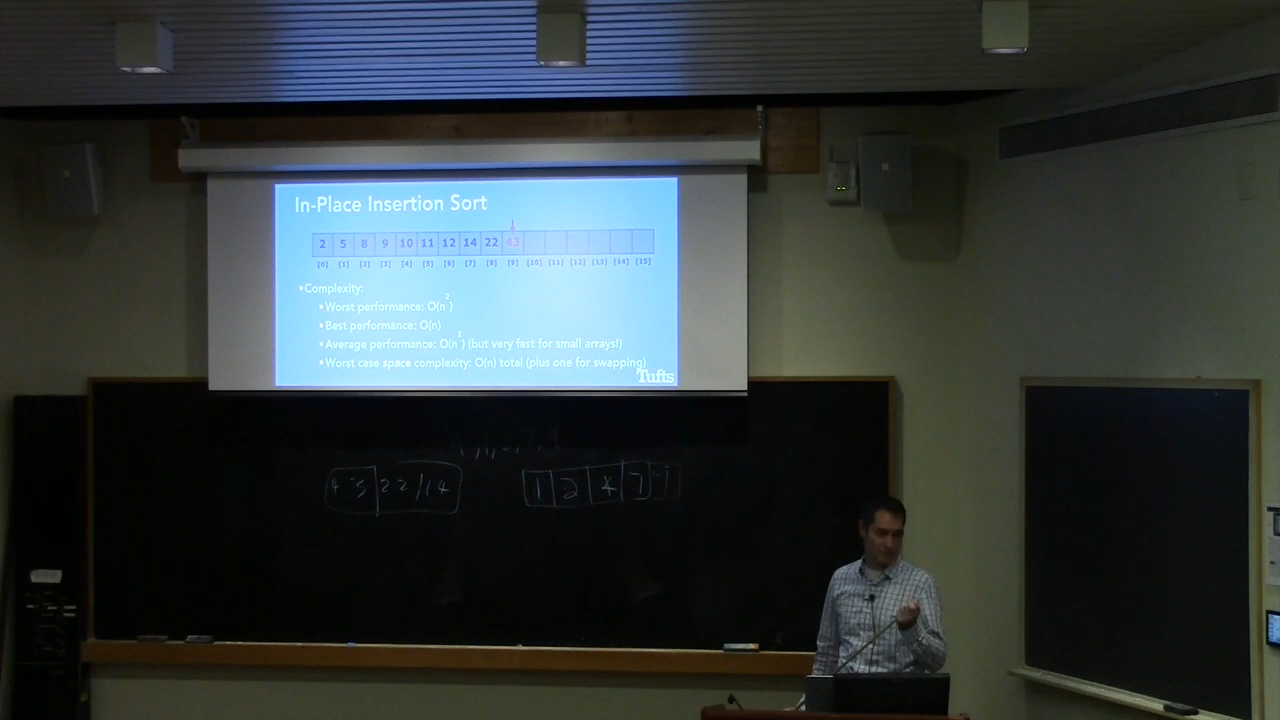 In-Place Insertion Sort
2 5 8 9 10 11 12 14 22 43
[0] [1] [2] [3] [4] [5] [6] [7] [8] [9] [10] [11] [12] [13] [14] [15]
•Complexity:
•Worst performance: O(n²)
•Best performance: O(n)
•Average performance: O(n²) (but very fast for small arrays!)
•Worst case space complexity: O(n) total (plus one for swapping)
Tufts
22 14 1 2 4 7